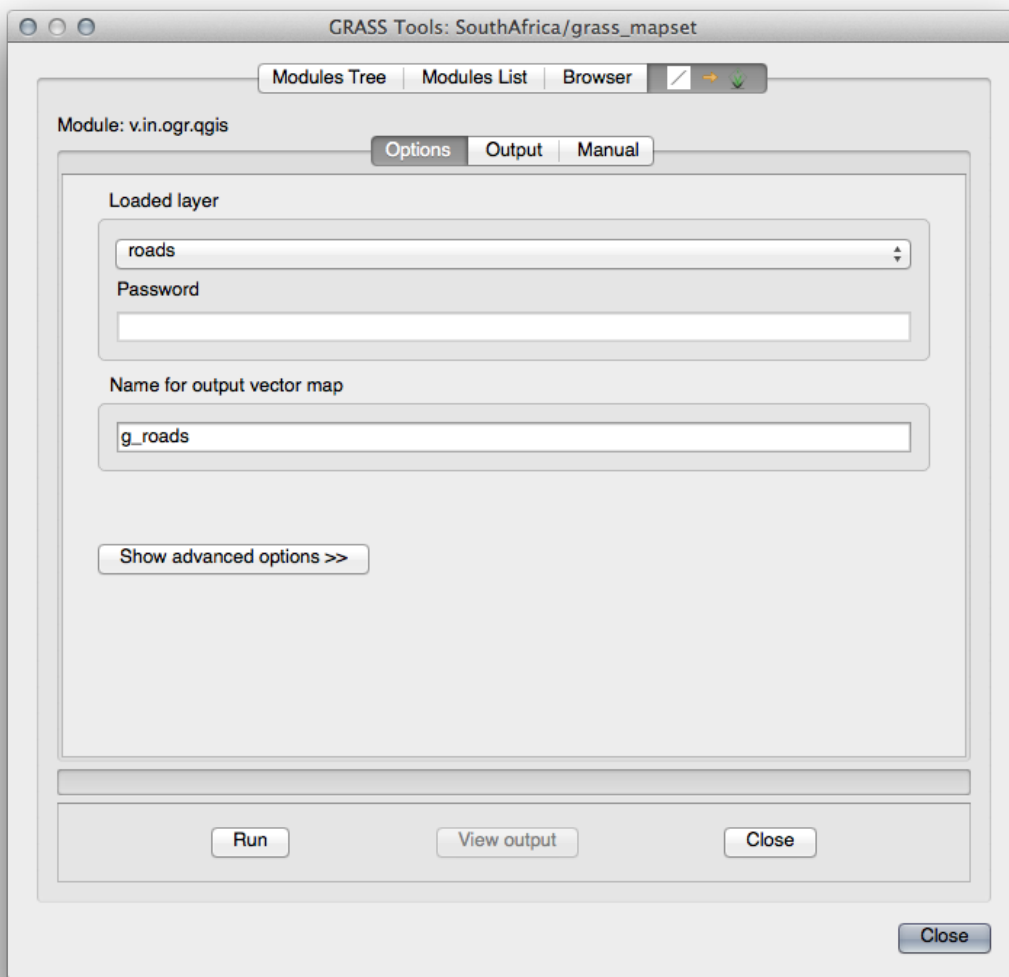 GRASS Tools: SouthAfrica/grass_mapset
Modules Tree Modules List Browser
Module: v.in.ogr.qgis
Options Output Manual
Loaded layer
roads
Password
Name for output vector map
g_roads
Show advanced options >>
Run View output Close
Close